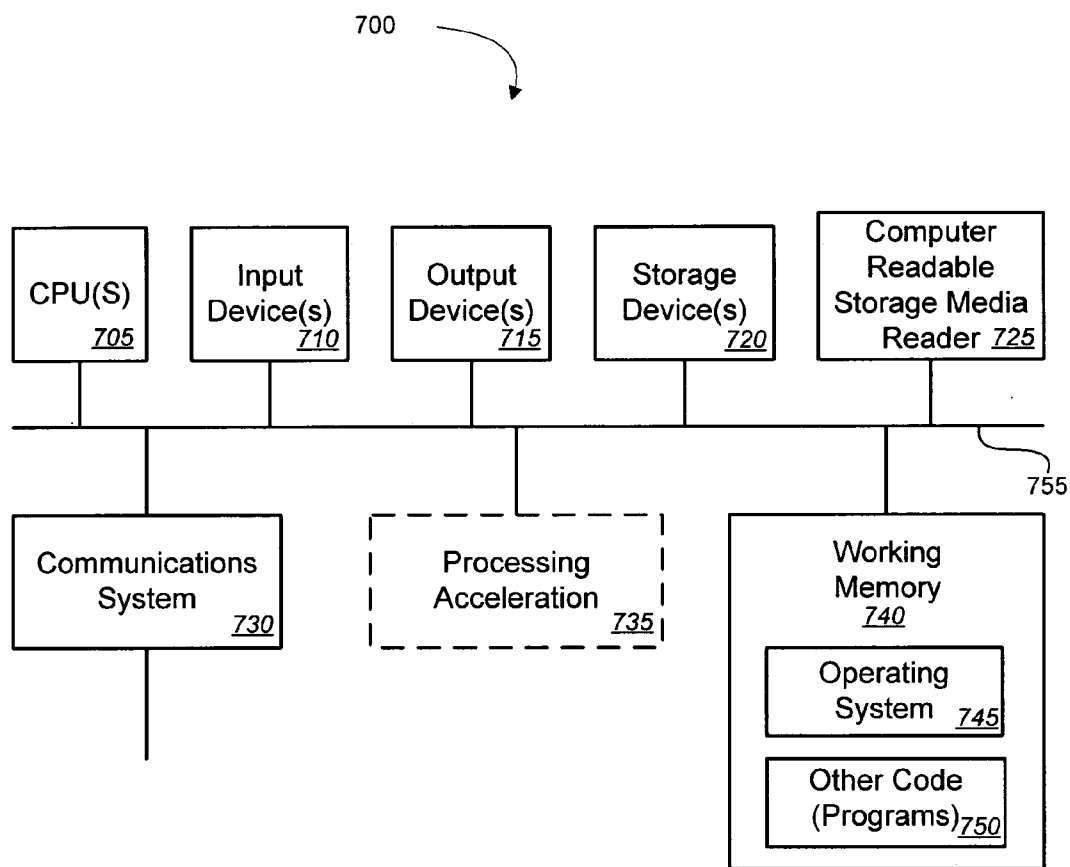 700
CPU(S)
705
Input
Device(s)
710
Output
Device(s)
715
Storage
Device(s)
720
Computer
Readable
Storage Media
Reader 725
755
Communications
System
730
Processing
Acceleration
735
Working
Memory
740
Operating
System
745
Other Code
(Programs)
750